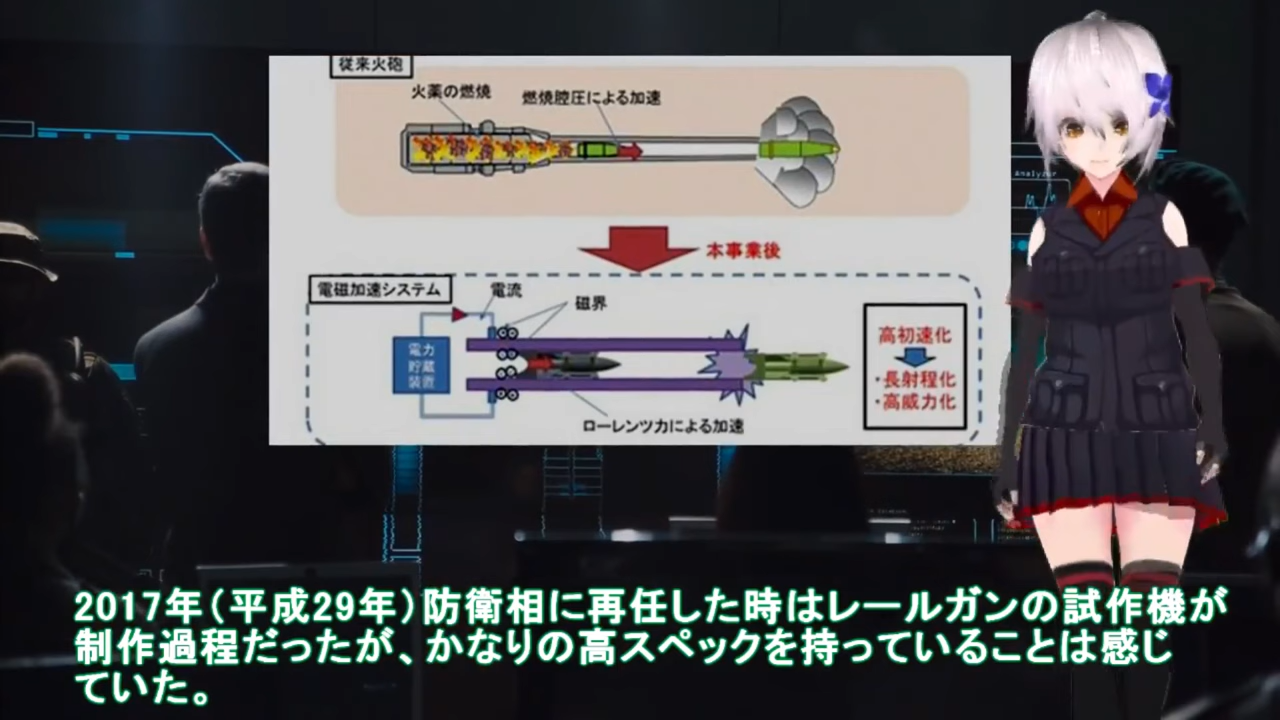 従来火砲
火薬の燃焼
燃焼腔圧による加速
本事業後
電磁加速システム
電流
磁界
電力
貯蔵
装置
高初速化
・長射程化
・高威力化
ローレンツ力による加速
Analyzer
2017年（平成29年）防衛相に再任した時はレールガンの試作機が
制作過程だったが、かなりの高スペックを持っていることは感じ
ていた。